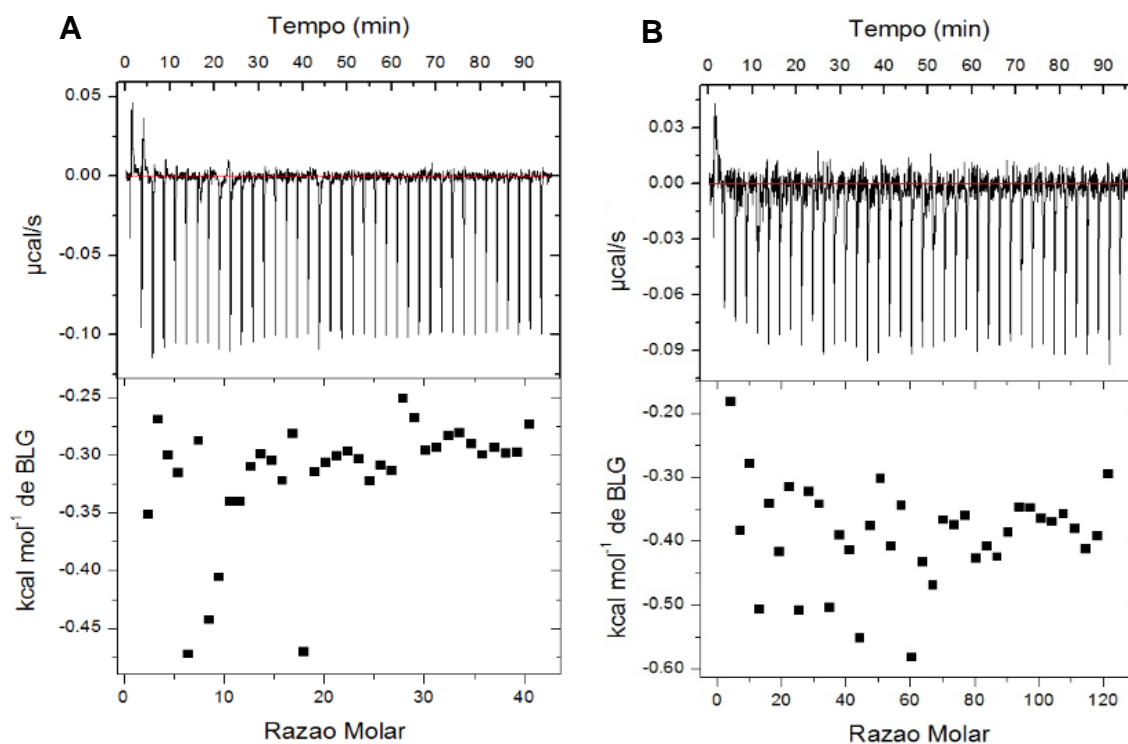 A
Tempo (min)
0 10 20 30 40 50 60 70 80 90
0.05
0.00
-0.05
-0.10
µcal/s
-0.25
-0.30
-0.35
-0.40
-0.45
kcal mol⁻¹ de BLG
0 10 20 30 40
Razao Molar
B
Tempo (min)
0 10 20 30 40 50 60 70 80 90
0.03
0.00
-0.03
-0.06
-0.09
µcal/s
-0.20
-0.30
-0.40
-0.50
-0.60
kcal mol⁻¹ de BLG
0 20 40 60 80 100 120
Razao Molar